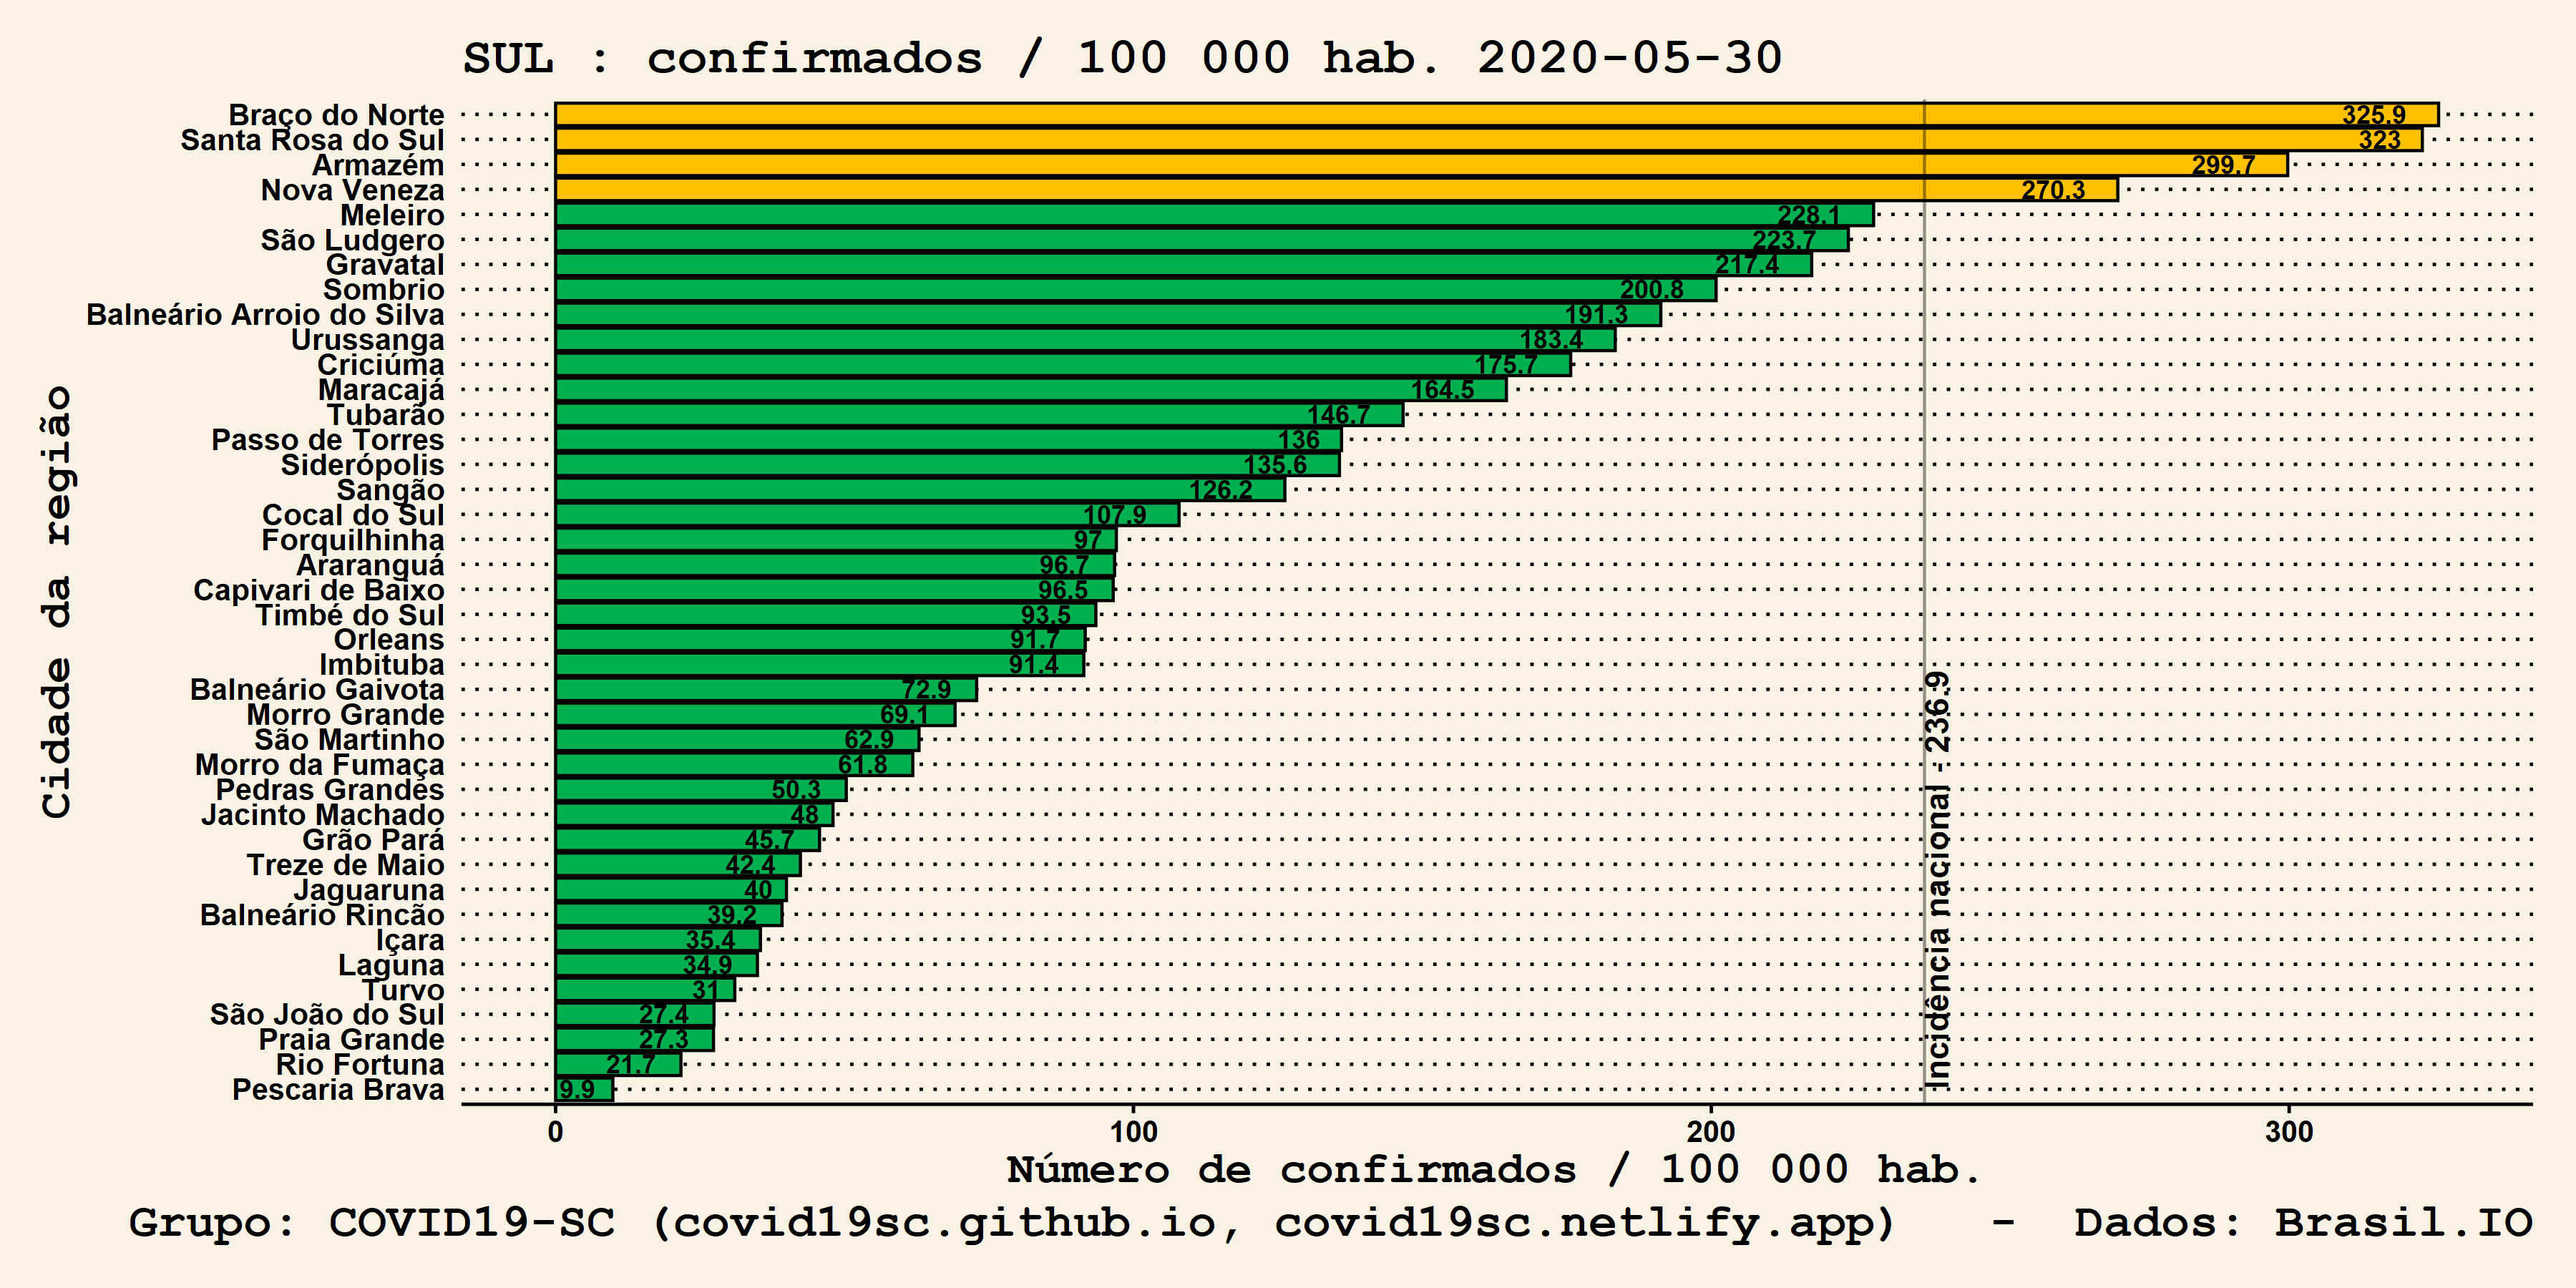 SUL : confirmados / 100 000 hab. 2020-05-30
Cidade da região
Braço do Norte 325.9
Santa Rosa do Sul 323
Armazém 299.7
Nova Veneza 270.3
Meleiro 228.1
São Ludgero 223.7
Gravatal 217.4
Sombrio 200.8
Balneário Arroio do Silva 191.3
Urussanga 183.4
Criciúma 175.7
Maracajá 164.5
Tubarão 146.7
Passo de Torres 136
Siderópolis 135.6
Sangão 126.2
Cocal do Sul 107.9
Forquilhinha 97
Araranguá 96.7
Capivari de Baixo 96.5
Timbé do Sul 93.5
Orleans 91.7
Imbituba 91.4
Balneário Gaivota 72.9
Morro Grande 69.1
São Martinho 62.9
Morro da Fumaça 61.8
Pedras Grandes 50.3
Jacinto Machado 48
Grão Pará 45.7
Treze de Maio 42.4
Jaguaruna 40
Balneário Rincão 39.2
Içara 35.4
Laguna 34.9
Turvo 31
São João do Sul 27.4
Praia Grande 27.3
Rio Fortuna 21.7
Pescaria Brava 9.9
Incidência nacional - 236.9
0 100 200 300
Número de confirmados / 100 000 hab.
Grupo: COVID19-SC (covid19sc.github.io, covid19sc.netlify.app) - Dados: Brasil.IO